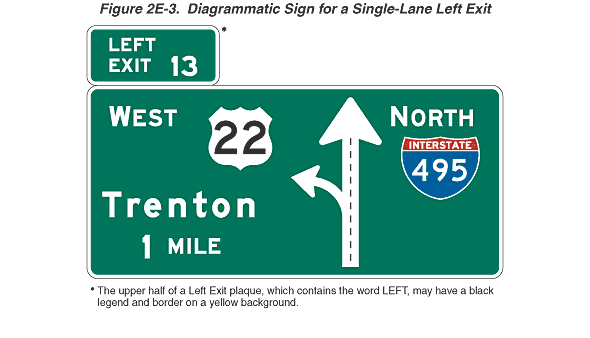 Figure 2E-3. Diagrammatic Sign for a Single-Lane Left Exit
LEFT
EXIT 13
*
WEST
22
NORTH
INTERSTATE
495
Trenton
1 MILE
* The upper half of a Left Exit plaque, which contains the word LEFT, may have a black
legend and border on a yellow background.